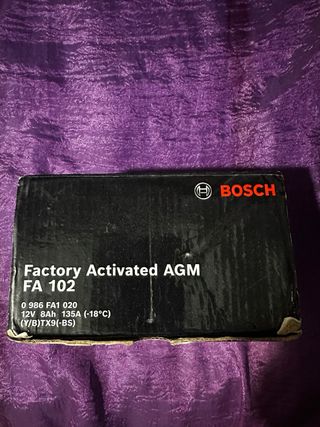 BOSCH
Factory Activated AGM
FA 102
0 986 FA1 020
12V 8Ah 135A (-18°C)
(Y/B)TX9(-BS)